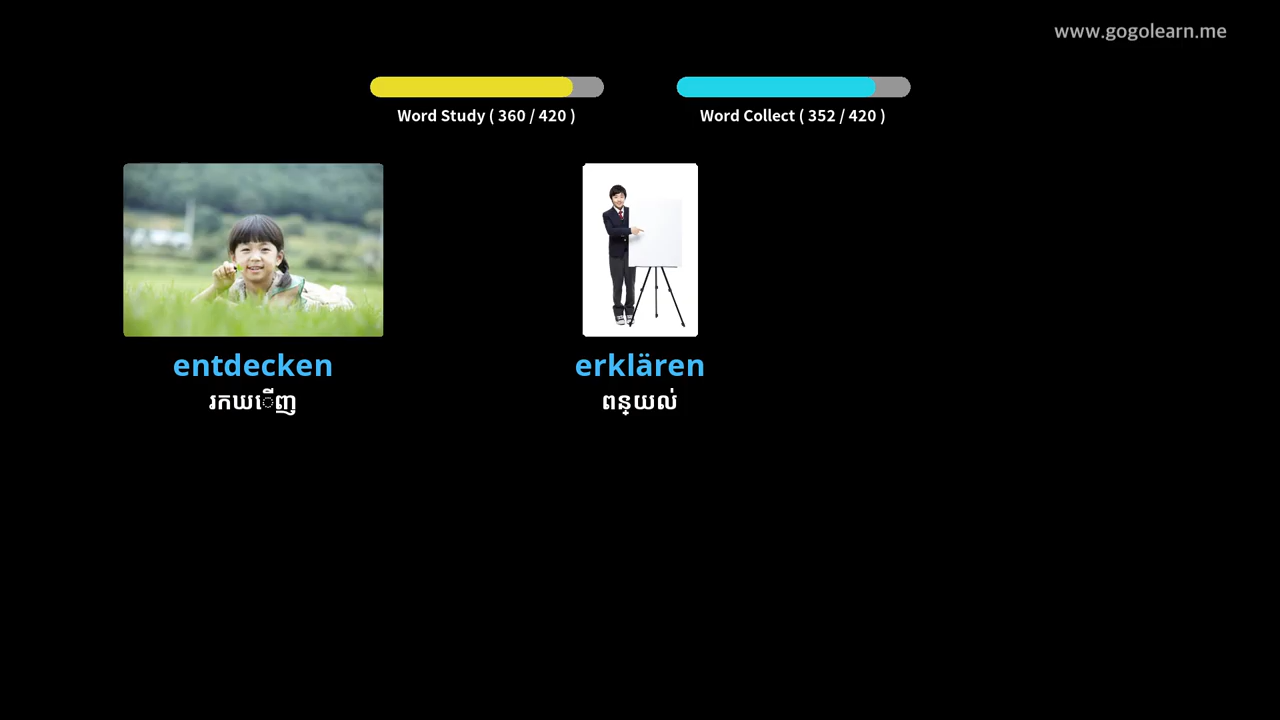 www.gogolearn.me
Word Study ( 360 / 420 )
Word Collect ( 352 / 420 )
entdecken
រកឃើញ
erklären
ពន្យល់